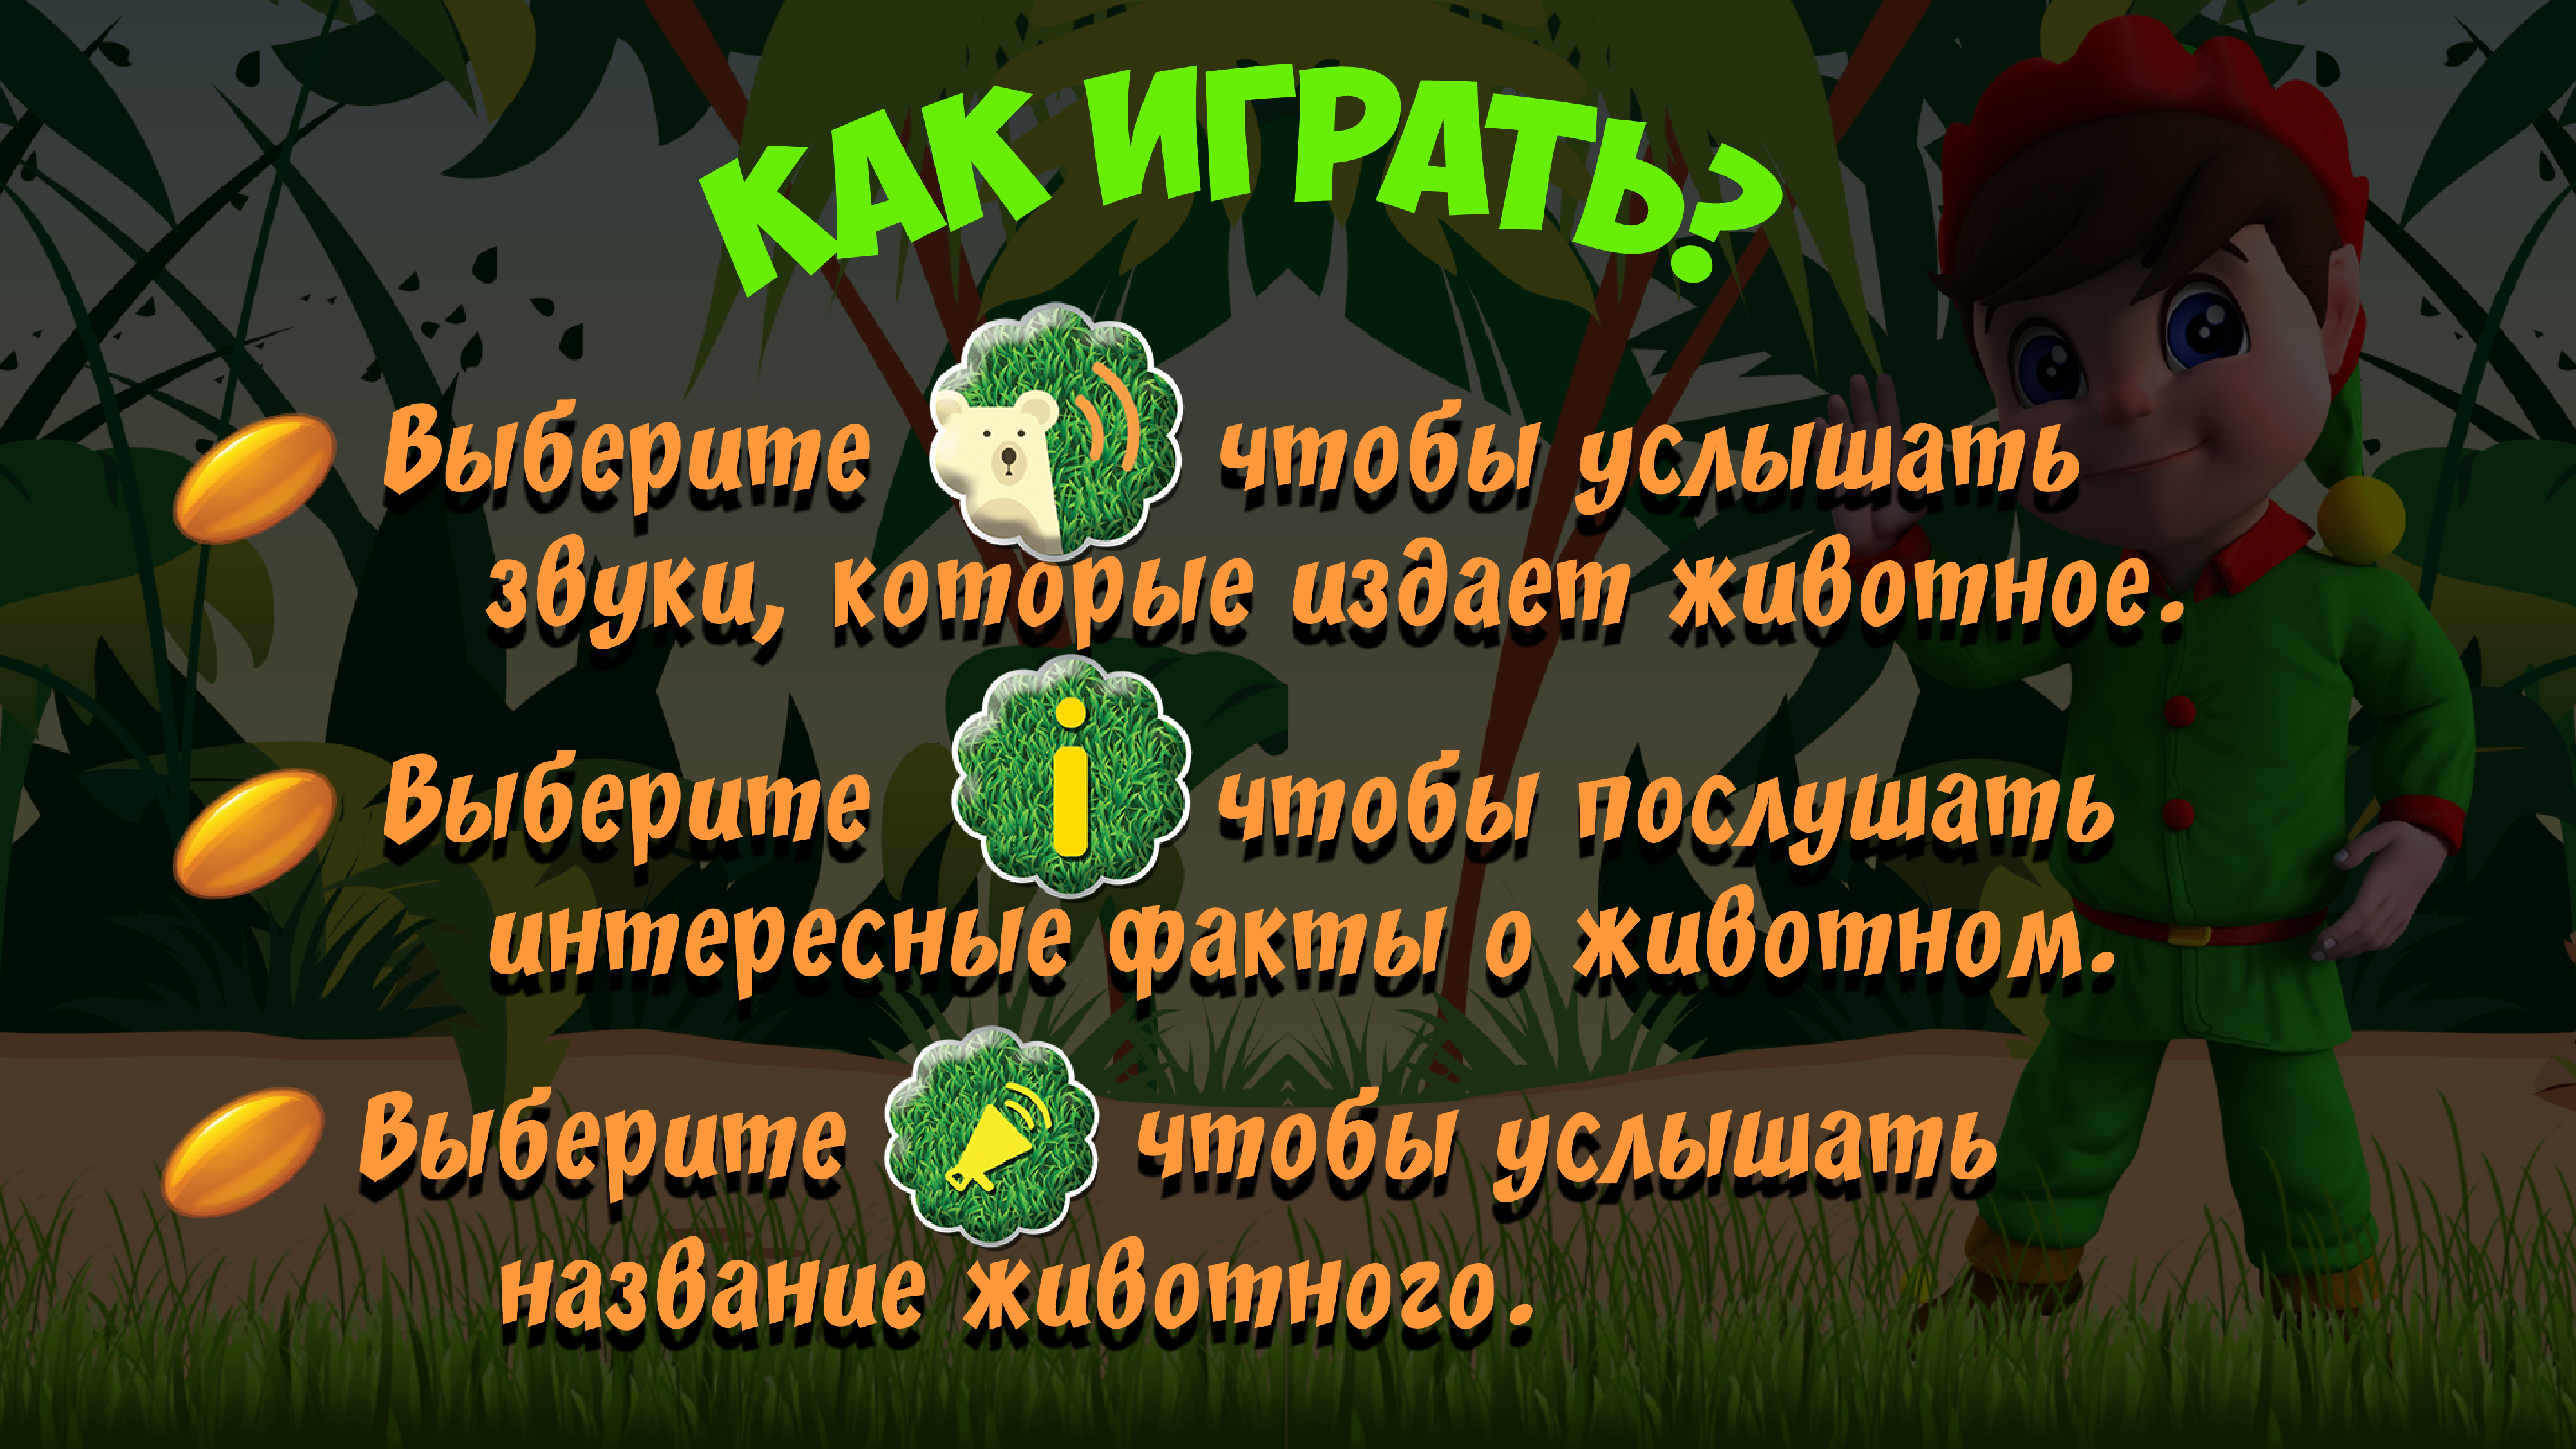 КАК ИГРАТЬ?
Выберите чтобы услышать
звуки, которые издает животное.
Выберите i чтобы послушать
интересные факты о животном.
Выберите чтобы услышать
название животного.